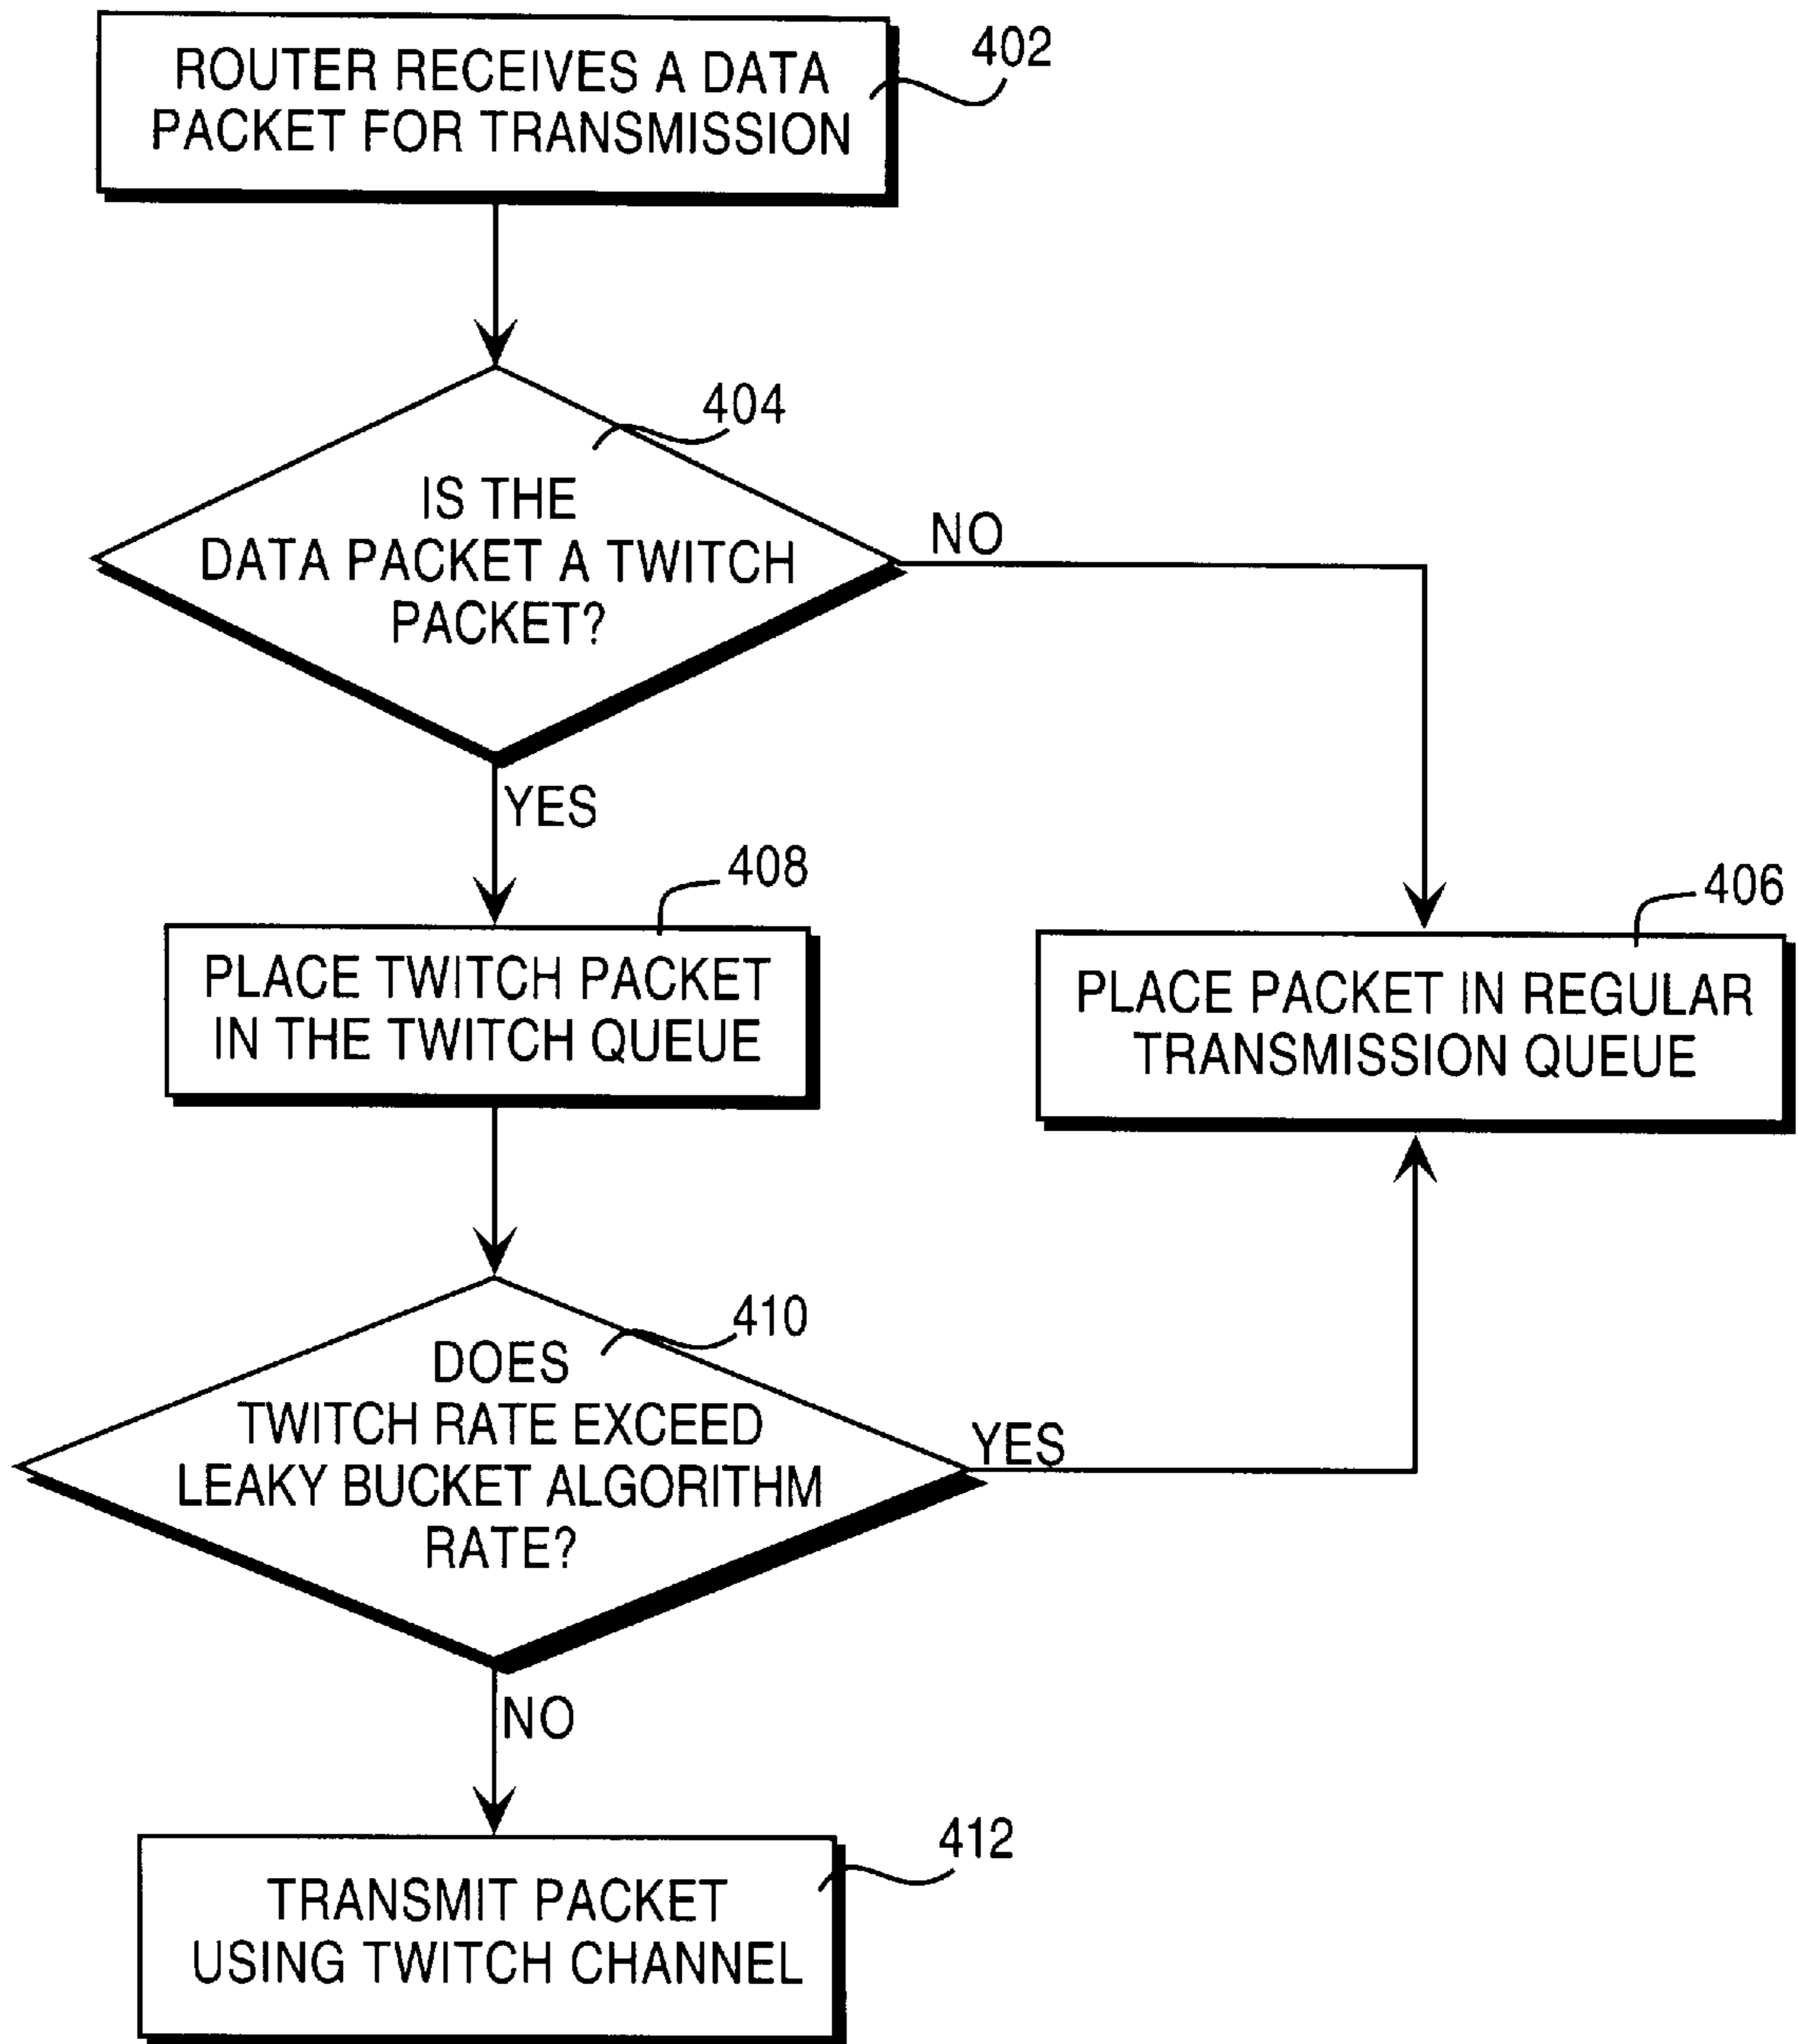 ROUTER RECEIVES A DATA
PACKET FOR TRANSMISSION
402
404
IS THE
DATA PACKET A TWITCH
PACKET?
NO
YES
408
PLACE TWITCH PACKET
IN THE TWITCH QUEUE
406
PLACE PACKET IN REGULAR
TRANSMISSION QUEUE
410
DOES
TWITCH RATE EXCEED
LEAKY BUCKET ALGORITHM
RATE?
YES
NO
412
TRANSMIT PACKET
USING TWITCH CHANNEL